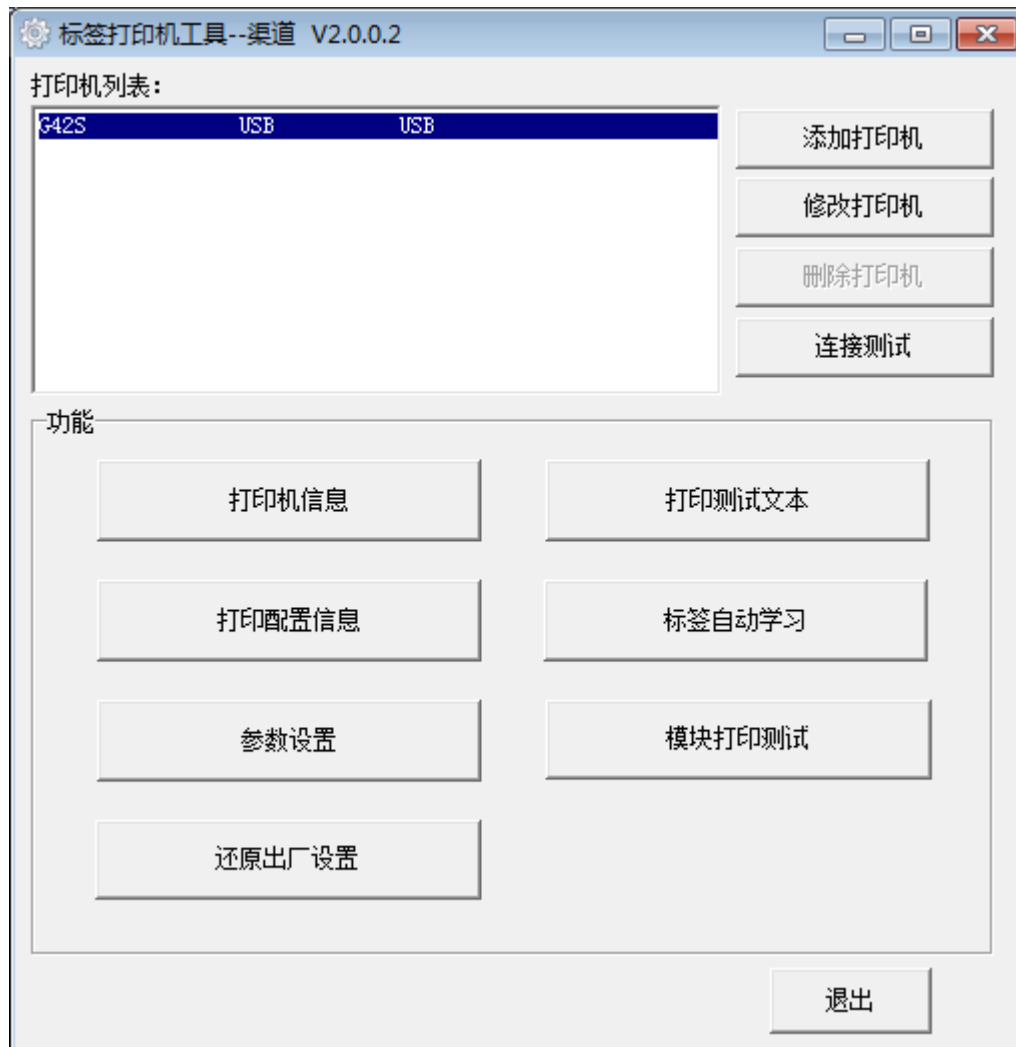 标签打印机工具--渠道 V2.0.0.2
打印机列表：
G42S USB USB
添加打印机
修改打印机
删除打印机
连接测试
功能
打印机信息
打印测试文本
打印配置信息
标签自动学习
参数设置
模块打印测试
还原出厂设置
退出